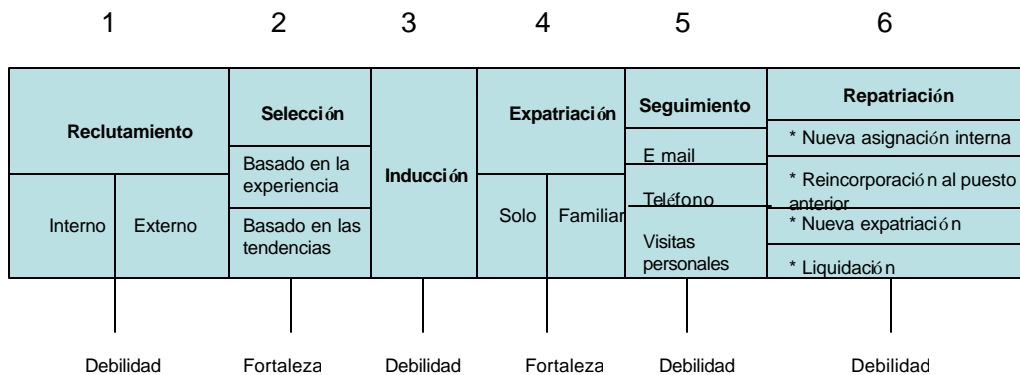 1 2 3 4 5 6
Reclutamiento
Interno
Externo
Selección
Basado en la
experiencia
Basado en las
tendencias
Inducción
Expatriación
Solo
Familiar
Seguimiento
E mail
Teléfono
Visitas
personales
Repatriación
* Nueva asignación interna
* Reincorporación al puesto
anterior
* Nueva expatriación
* Liquidación
Debilidad Fortaleza Debilidad Fortaleza Debilidad Debilidad